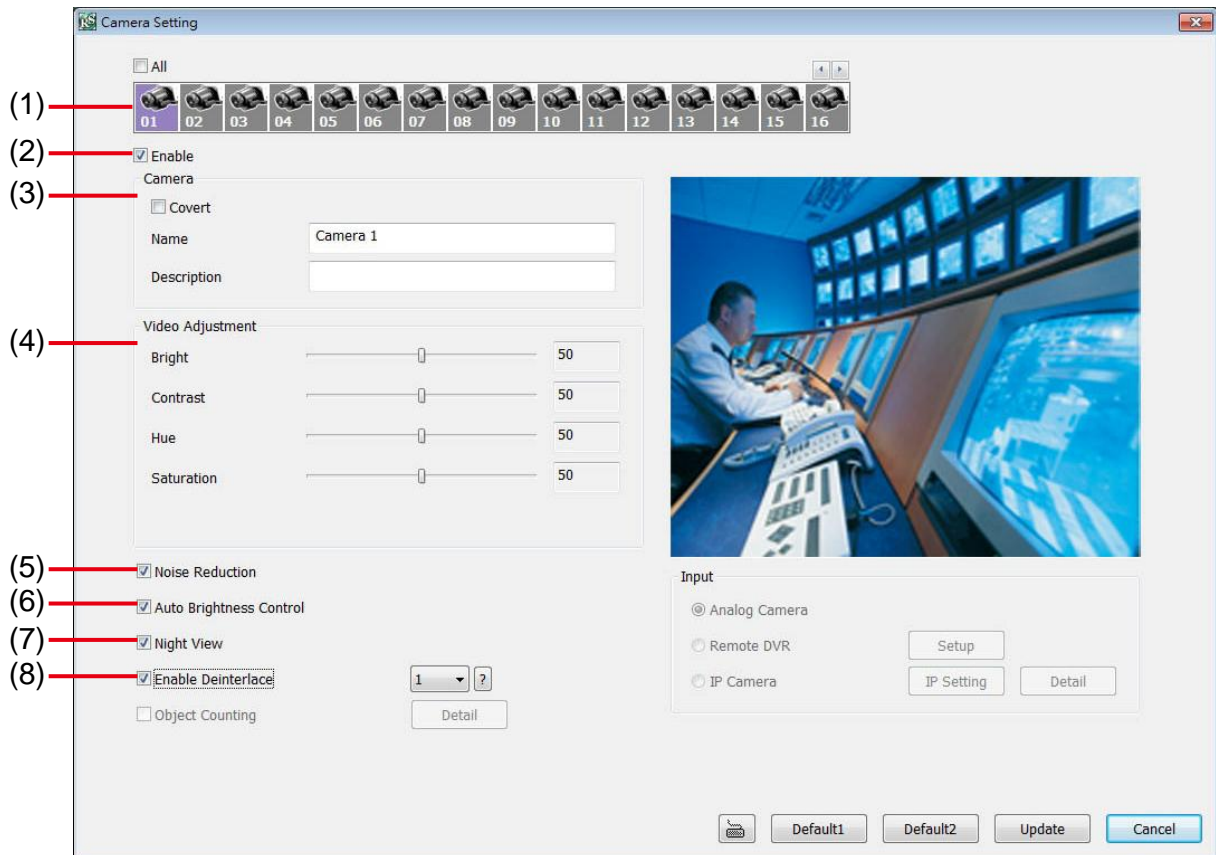 Camera Setting
All
(1)
01 02 03 04 05 06 07 08 09 10 11 12 13 14 15 16
(2)
Enable
Camera
(3)
Covert
Name Camera 1
Description
Video Adjustment
(4)
Bright 50
Contrast 50
Hue 50
Saturation 50
(5)
Noise Reduction
Input
(6)
Auto Brightness Control
Analog Camera
(7)
Night View
Remote DVR Setup
(8)
Enable Deinterlace 1 ?
IP Camera IP Setting Detail
Object Counting Detail
Default1 Default2 Update Cancel